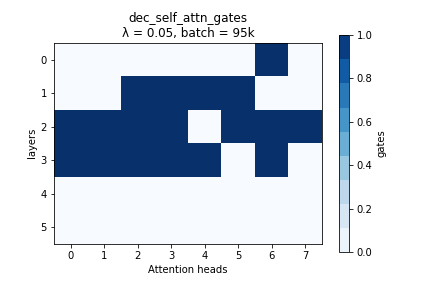 dec_self_attn_gates
λ = 0.05, batch = 95k
layers
0
1
2
3
4
5
0 1 2 3 4 5 6 7
Attention heads
1.0
0.8
0.6
0.4
0.2
0.0
gates